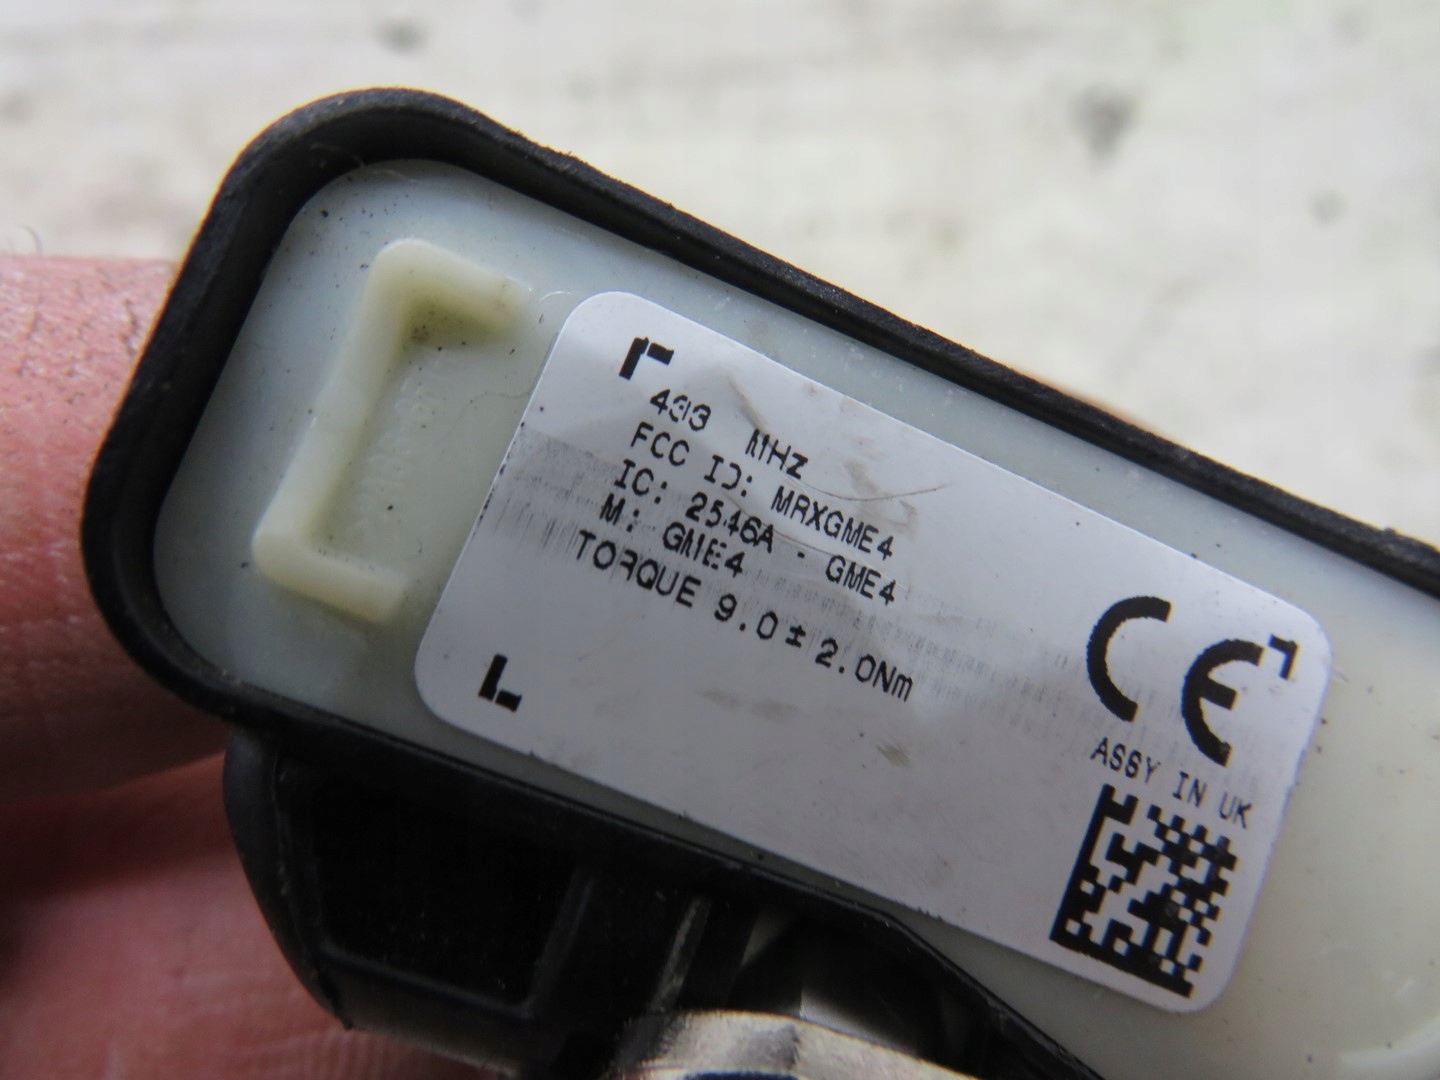 433 MHz
FCC ID: MRXGME4
IC: 2546A - GME4
M: GME4
TORQUE 9.0±2.0Nm
CE
ASSY IN UK